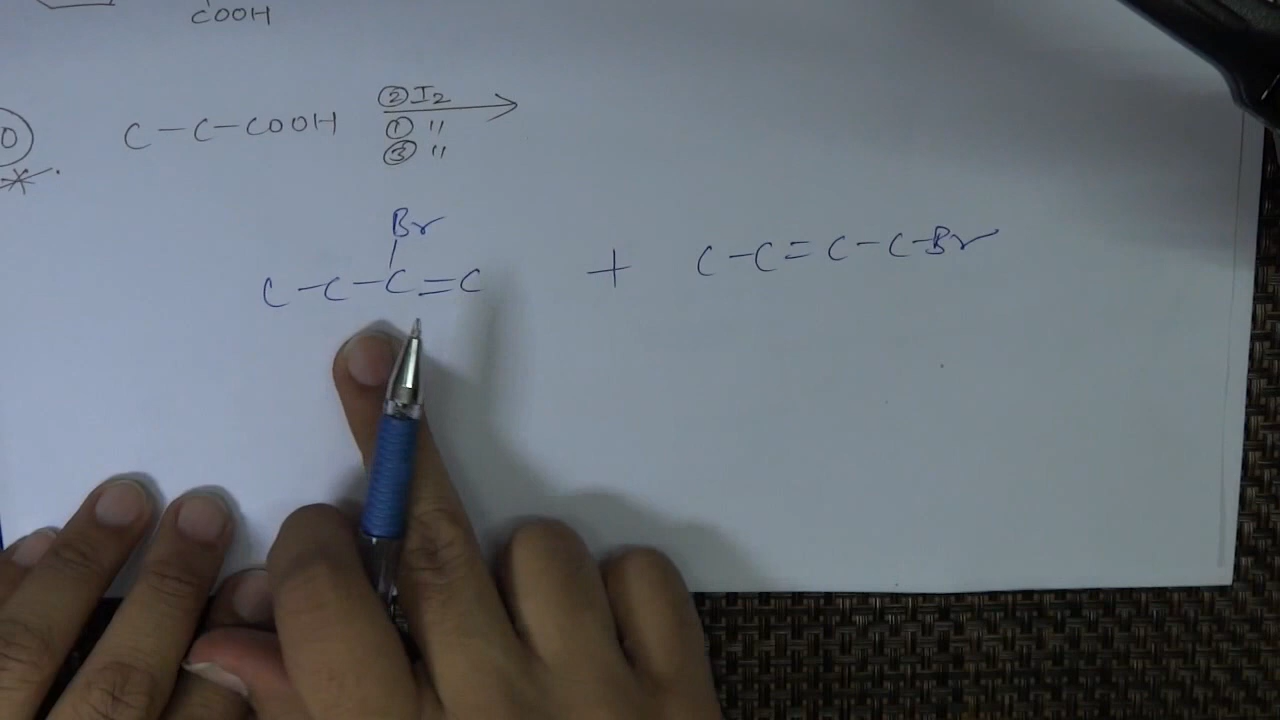 COOH
② I2
C-C-COOH
① "
③ "
Br
C-C-C=C + C-C=C-C-Br